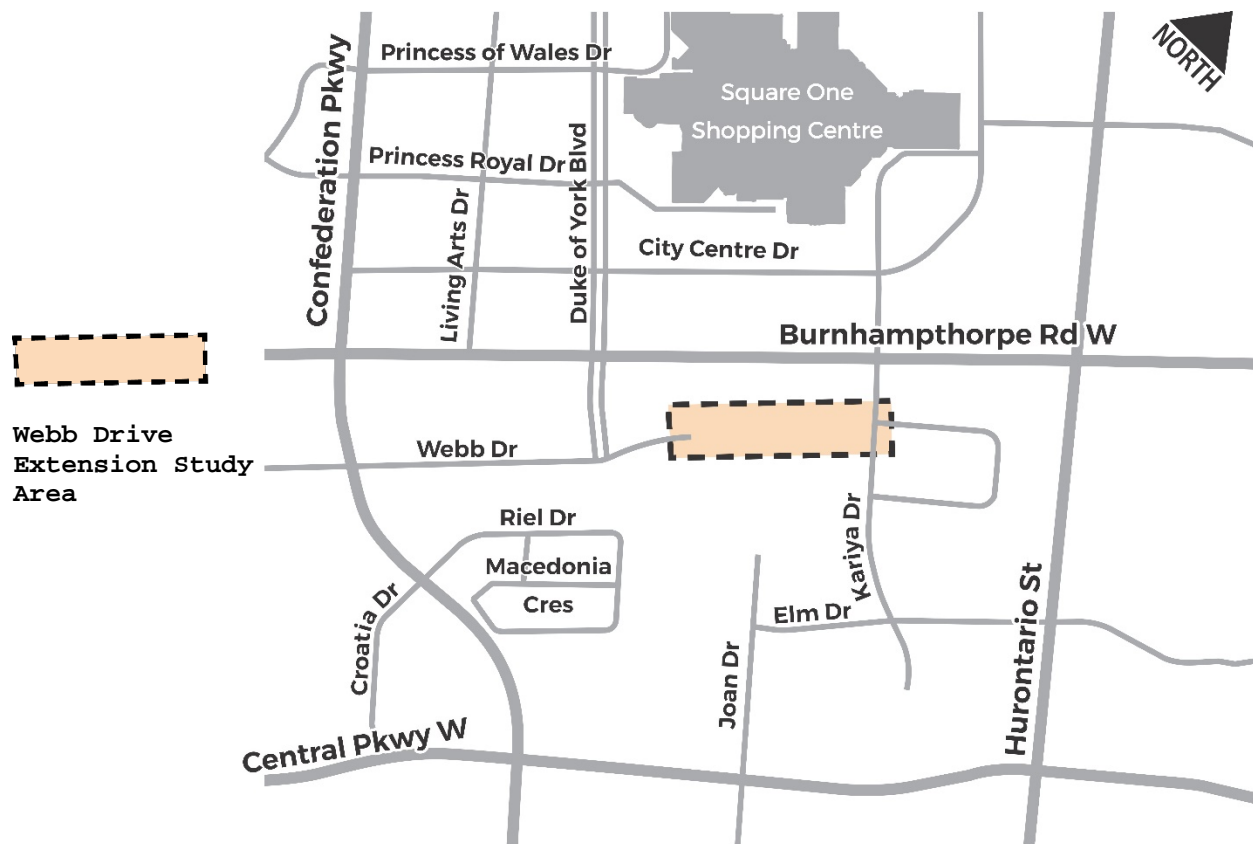 Princess of Wales Dr
NORTH
Confederation Pkwy
Square One
Shopping Centre
Princess Royal Dr
Duke of York Blvd
Living Arts Dr
City Centre Dr
Burnhampthorpe Rd W
Webb Drive
Extension Study
Area
Webb Dr
Riel Dr
Kariya Dr
Macedonia
Cres
Elm Dr
Croatia Dr
Joan Dr
Hurontario St
Central Pkwy W